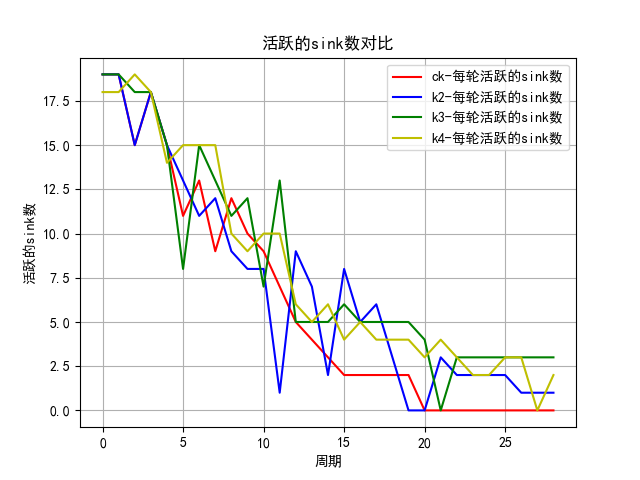 活跃的sink数对比
ck-每轮活跃的sink数
k2-每轮活跃的sink数
k3-每轮活跃的sink数
k4-每轮活跃的sink数
活跃的sink数
17.5
15.0
12.5
10.0
7.5
5.0
2.5
0.0
0 5 10 15 20 25
周期